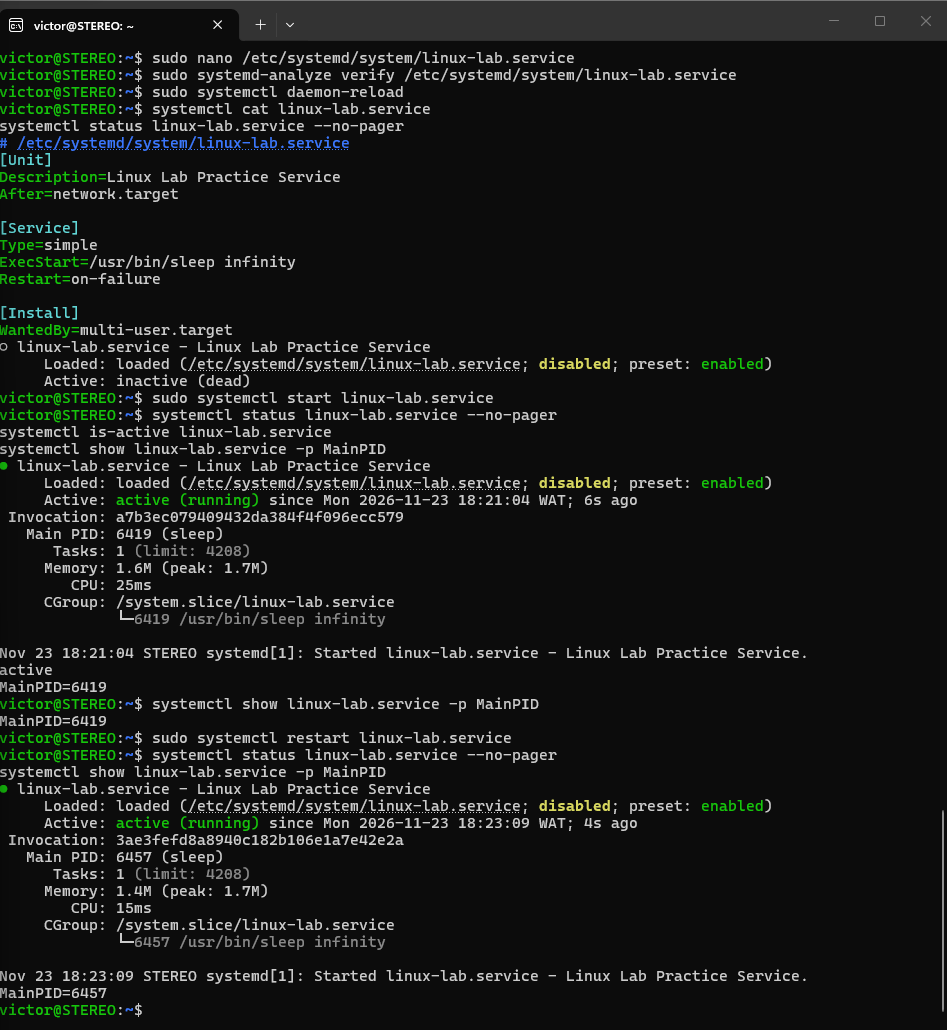 victor@STEREO: ~
victor@STEREO:~$ sudo nano /etc/systemd/system/linux-lab.service
victor@STEREO:~$ sudo systemd-analyze verify /etc/systemd/system/linux-lab.service
victor@STEREO:~$ sudo systemctl daemon-reload
victor@STEREO:~$ systemctl cat linux-lab.service
systemctl status linux-lab.service --no-pager
# /etc/systemd/system/linux-lab.service
[Unit]
Description=Linux Lab Practice Service
After=network.target

[Service]
Type=simple
ExecStart=/usr/bin/sleep infinity
Restart=on-failure

[Install]
WantedBy=multi-user.target
○ linux-lab.service - Linux Lab Practice Service
     Loaded: loaded (/etc/systemd/system/linux-lab.service; disabled; preset: enabled)
     Active: inactive (dead)
victor@STEREO:~$ sudo systemctl start linux-lab.service
victor@STEREO:~$ systemctl status linux-lab.service --no-pager
systemctl is-active linux-lab.service
systemctl show linux-lab.service -p MainPID
● linux-lab.service - Linux Lab Practice Service
     Loaded: loaded (/etc/systemd/system/linux-lab.service; disabled; preset: enabled)
     Active: active (running) since Mon 2026-11-23 18:21:04 WAT; 6s ago
 Invocation: a7b3ec079409432da384f4f096ecc579
   Main PID: 6419 (sleep)
      Tasks: 1 (limit: 4208)
     Memory: 1.6M (peak: 1.7M)
        CPU: 25ms
     CGroup: /system.slice/linux-lab.service
             └─6419 /usr/bin/sleep infinity

Nov 23 18:21:04 STEREO systemd[1]: Started linux-lab.service - Linux Lab Practice Service.
active
MainPID=6419
victor@STEREO:~$ systemctl show linux-lab.service -p MainPID
MainPID=6419
victor@STEREO:~$ sudo systemctl restart linux-lab.service
victor@STEREO:~$ systemctl status linux-lab.service --no-pager
systemctl show linux-lab.service -p MainPID
● linux-lab.service - Linux Lab Practice Service
     Loaded: loaded (/etc/systemd/system/linux-lab.service; disabled; preset: enabled)
     Active: active (running) since Mon 2026-11-23 18:23:09 WAT; 4s ago
 Invocation: 3ae3fefd8a8940c182b106e1a7e42e2a
   Main PID: 6457 (sleep)
      Tasks: 1 (limit: 4208)
     Memory: 1.4M (peak: 1.7M)
        CPU: 15ms
     CGroup: /system.slice/linux-lab.service
             └─6457 /usr/bin/sleep infinity

Nov 23 18:23:09 STEREO systemd[1]: Started linux-lab.service - Linux Lab Practice Service.
MainPID=6457
victor@STEREO:~$